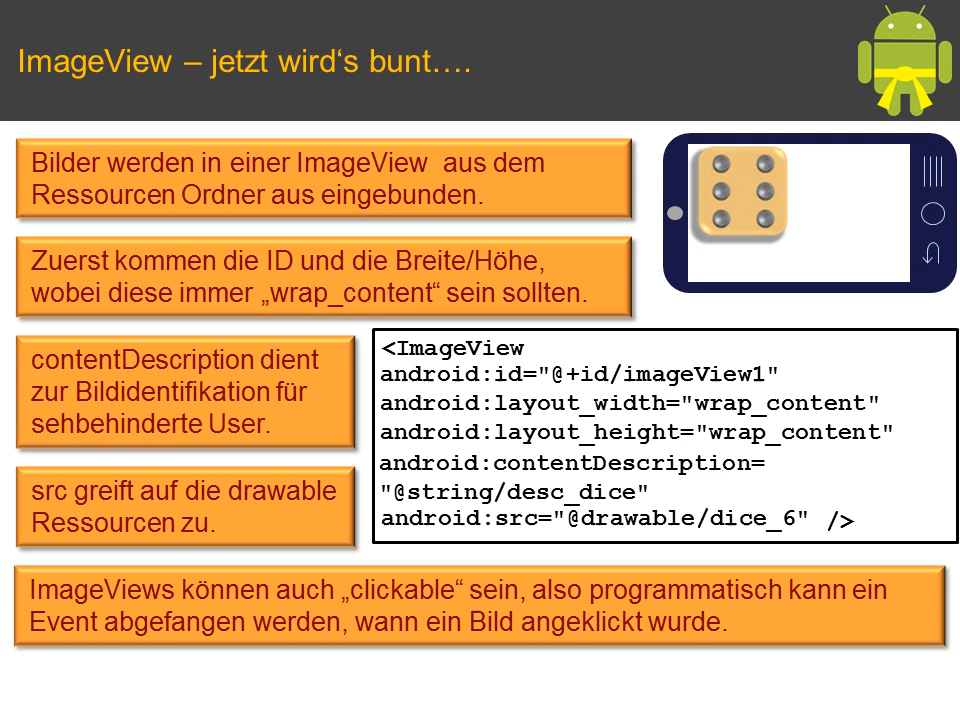 ImageView – jetzt wird‘s bunt….
Bilder werden in einer ImageView  aus dem
Ressourcen Ordner aus eingebunden.
Zuerst kommen die ID und die Breite/Höhe,
wobei diese immer „wrap_content“ sein sollten.
contentDescription dient
zur Bildidentifikation für
sehbehinderte User.
src greift auf die drawable
Ressourcen zu.
<ImageView
android:id="@+id/imageView1"
android:layout_width="wrap_content"
android:layout_height="wrap_content"
android:contentDescription=
"@string/desc_dice"
android:src="@drawable/dice_6" />
ImageViews können auch „clickable“ sein, also programmatisch kann ein
Event abgefangen werden, wann ein Bild angeklickt wurde.